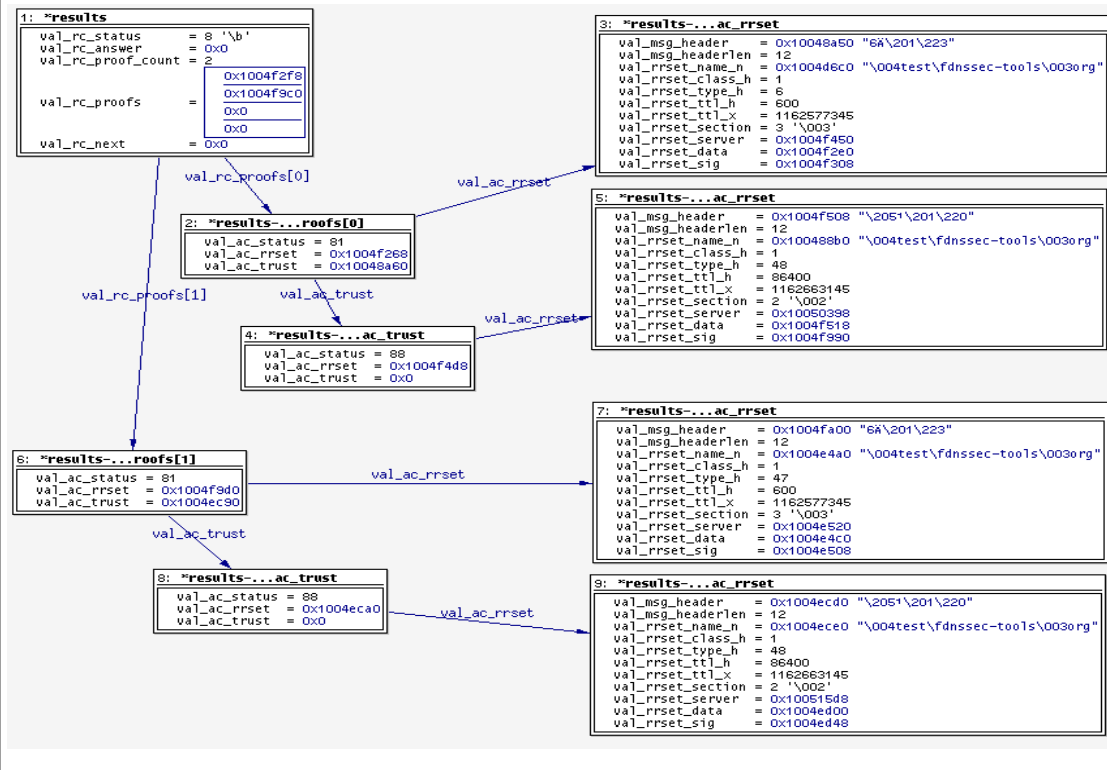 1: *results
val_rc_status = 8 '\b'
val_rc_answer = 0x0
val_rc_proof_count = 2
val_rc_proofs =
0x1004f2f8
0x1004f9c0
0x0
0x0
val_rc_next = 0x0
val_rc_proofs[0]
val_rc_proofs[1]
2: *results-...roofs[0]
val_ac_status = 81
val_ac_rrset = 0x1004f268
val_ac_trust = 0x10048a60
val_ac_rrset
val_ac_trust
3: *results-...ac_rrset
val_msg_header = 0x10048a50 "6Ä\201\223"
val_msg_headerlen = 12
val_rrset_name_n = 0x1004d6c0 "\004test\fdnssec-tools\003org"
val_rrset_class_h = 1
val_rrset_type_h = 6
val_rrset_ttl_h = 600
val_rrset_ttl_x = 1162577345
val_rrset_section = 3 '\003'
val_rrset_server = 0x1004f450
val_rrset_data = 0x1004f2e0
val_rrset_sig = 0x1004f308
4: *results-...ac_trust
val_ac_status = 88
val_ac_rrset = 0x1004f4d8
val_ac_trust = 0x0
val_ac_rrset
5: *results-...ac_rrset
val_msg_header = 0x1004f508 "\205¹\201\220"
val_msg_headerlen = 12
val_rrset_name_n = 0x100488b0 "\004test\fdnssec-tools\003org"
val_rrset_class_h = 1
val_rrset_type_h = 48
val_rrset_ttl_h = 86400
val_rrset_ttl_x = 1162663145
val_rrset_section = 2 '\002'
val_rrset_server = 0x10050398
val_rrset_data = 0x1004f518
val_rrset_sig = 0x1004f990
6: *results-...roofs[1]
val_ac_status = 81
val_ac_rrset = 0x1004f9d0
val_ac_trust = 0x1004ec90
val_ac_rrset
val_ac_trust
7: *results-...ac_rrset
val_msg_header = 0x1004fa00 "6Ä\201\223"
val_msg_headerlen = 12
val_rrset_name_n = 0x1004e4a0 "\004test\fdnssec-tools\003org"
val_rrset_class_h = 1
val_rrset_type_h = 47
val_rrset_ttl_h = 600
val_rrset_ttl_x = 1162577345
val_rrset_section = 3 '\003'
val_rrset_server = 0x1004e520
val_rrset_data = 0x1004e4c0
val_rrset_sig = 0x1004e508
8: *results-...ac_trust
val_ac_status = 88
val_ac_rrset = 0x1004eca0
val_ac_trust = 0x0
val_ac_rrset
9: *results-...ac_rrset
val_msg_header = 0x1004ecd0 "\205¹\201\220"
val_msg_headerlen = 12
val_rrset_name_n = 0x1004ece0 "\004test\fdnssec-tools\003org"
val_rrset_class_h = 1
val_rrset_type_h = 48
val_rrset_ttl_h = 86400
val_rrset_ttl_x = 1162663145
val_rrset_section = 2 '\002'
val_rrset_server = 0x100515d8
val_rrset_data = 0x1004ed00
val_rrset_sig = 0x1004ed48